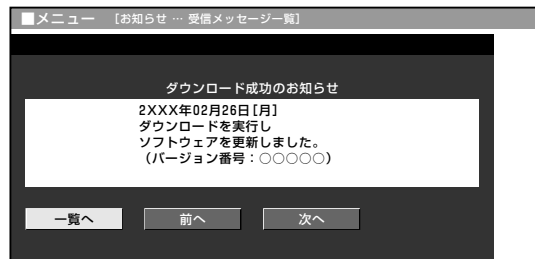 ■メニュー [お知らせ … 受信メッセージ一覧]
ダウンロード成功のお知らせ
2XXX年02月26日[月]
ダウンロードを実行し
ソフトウェアを更新しました。
（バージョン番号：○○○○○）
一覧へ 前へ 次へ